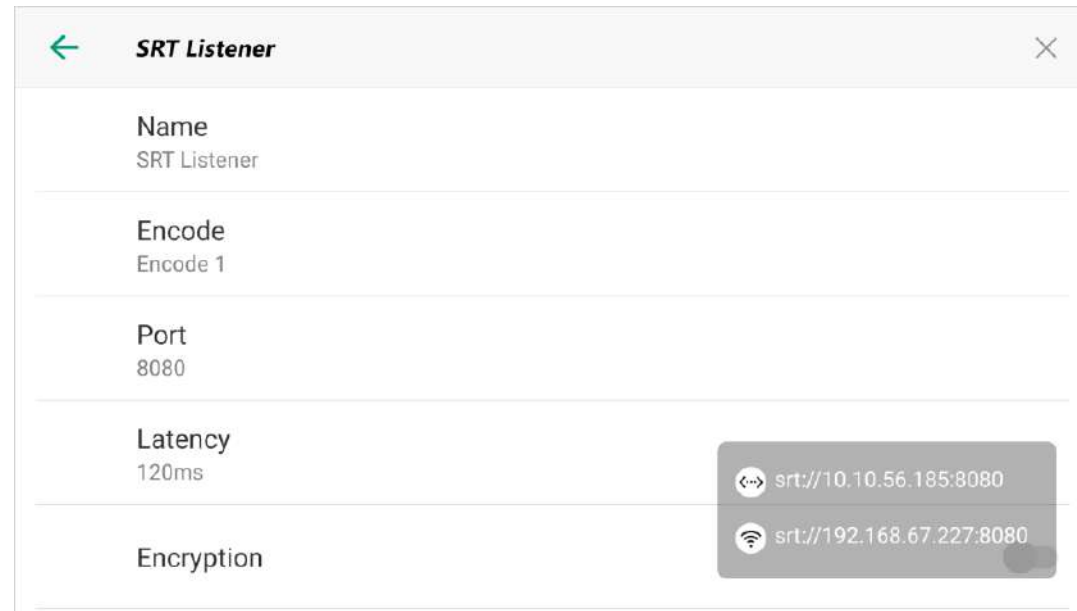 SRT Listener
Name
SRT Listener
Encode
Encode 1
Port
8080
Latency
120ms
srt://10.10.56.185:8080
srt://192.168.67.227:8080
Encryption